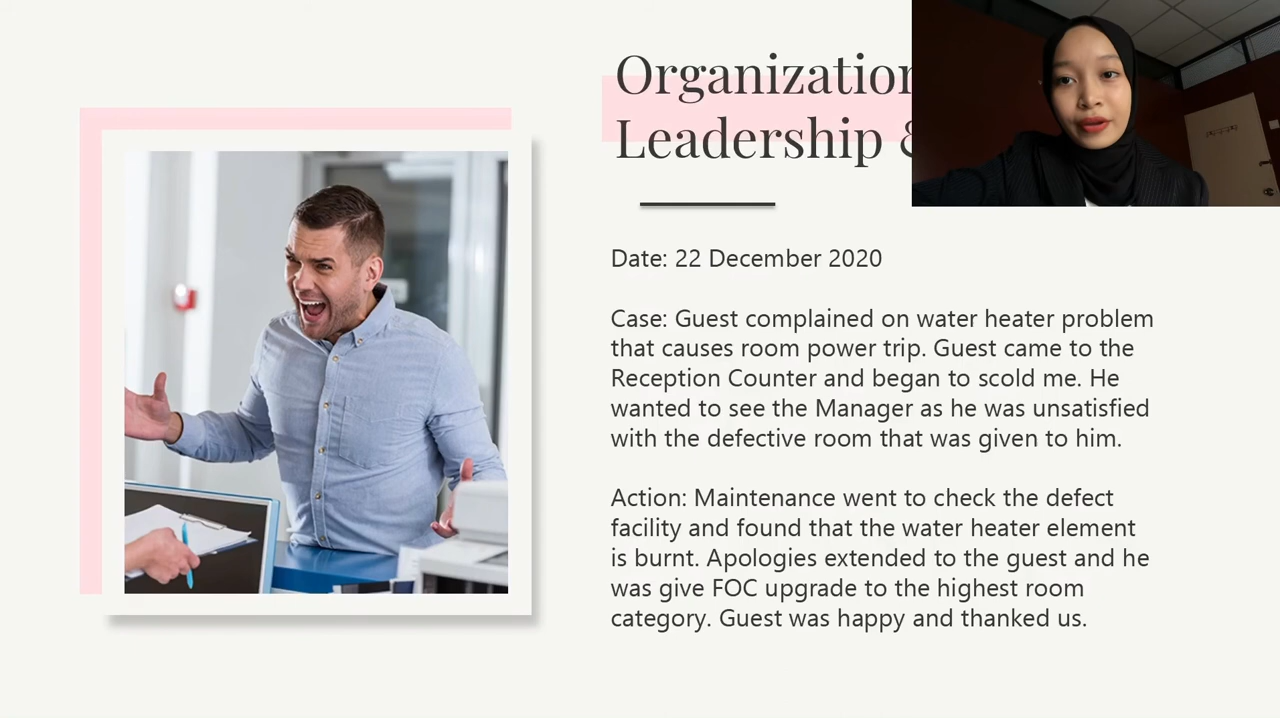 Organization
Leadership &
Date: 22 December 2020
Case: Guest complained on water heater problem
that causes room power trip. Guest came to the
Reception Counter and began to scold me. He
wanted to see the Manager as he was unsatisfied
with the defective room that was given to him.
Action: Maintenance went to check the defect
facility and found that the water heater element
is burnt. Apologies extended to the guest and he
was give FOC upgrade to the highest room
category. Guest was happy and thanked us.